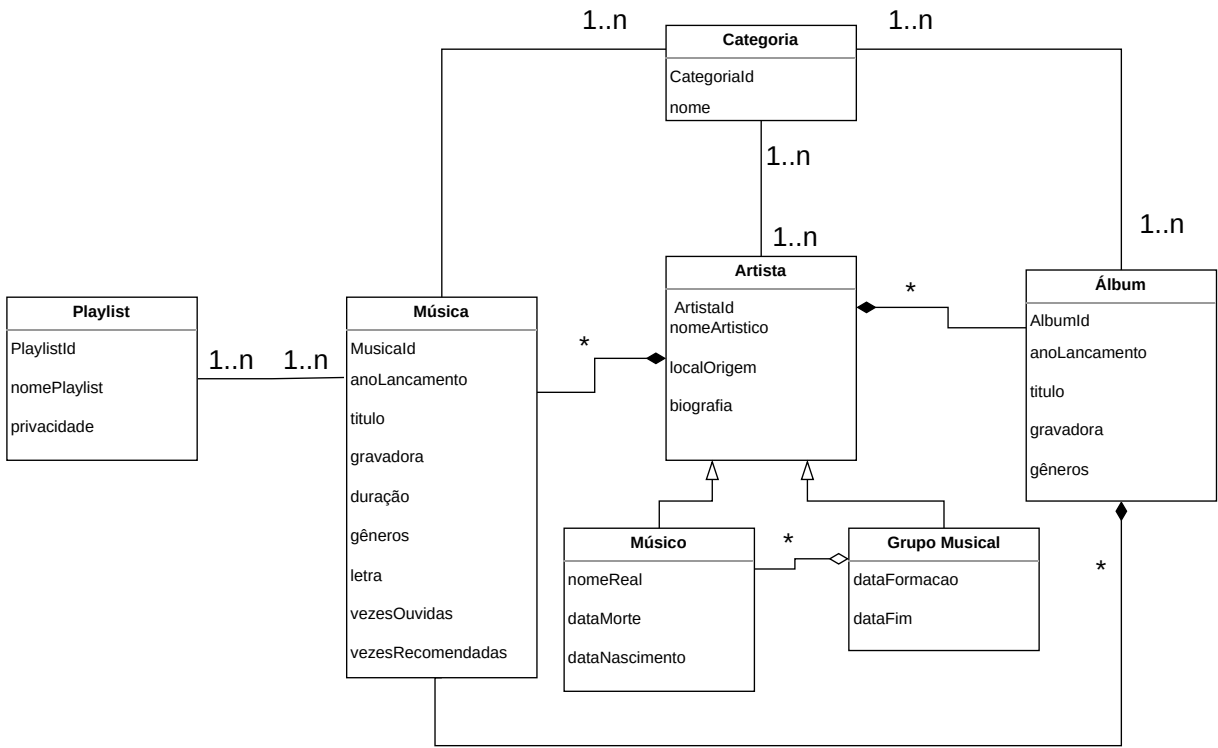 1..n
1..n
Categoria
CategoriaId
nome
1..n
1..n
1..n
Artista
ArtistaId
nomeArtistico
localOrigem
biografia
*
*
Álbum
AlbumId
anoLancamento
titulo
gravadora
gêneros
Playlist
PlaylistId
nomePlaylist
privacidade
1..n
1..n
Música
MusicaId
anoLancamento
titulo
gravadora
duração
gêneros
letra
vezesOuvidas
vezesRecomendadas
Músico
nomeReal
dataMorte
dataNascimento
*
Grupo Musical
dataFormacao
dataFim
*